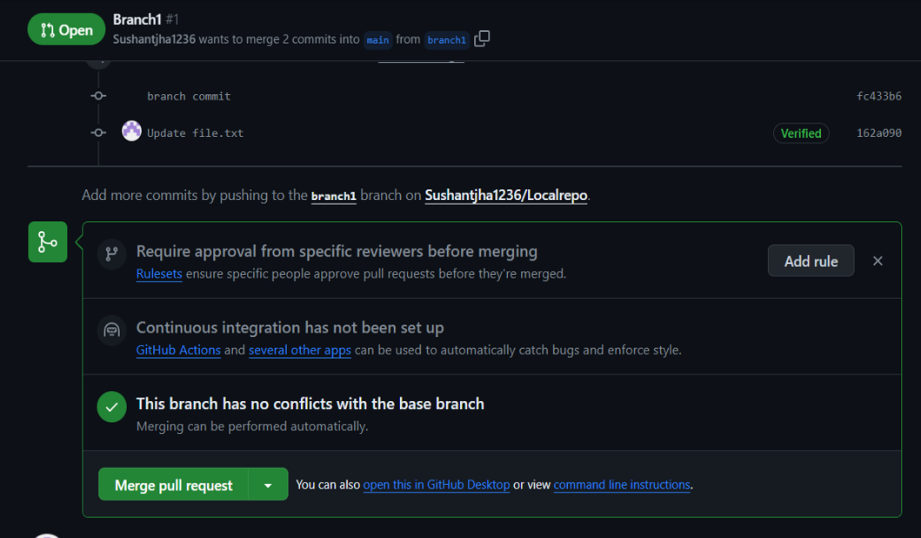 Open
Branch1 #1
Sushantjha1236 wants to merge 2 commits into main from branch1
branch commit fc433b6
Update file.txt Verified 162a090
Add more commits by pushing to the branch1 branch on Sushantjha1236/Localrepo.
Require approval from specific reviewers before merging
Rulesets ensure specific people approve pull requests before they're merged.
Add rule
Continuous integration has not been set up
GitHub Actions and several other apps can be used to automatically catch bugs and enforce style.
This branch has no conflicts with the base branch
Merging can be performed automatically.
Merge pull request You can also open this in GitHub Desktop or view command line instructions.